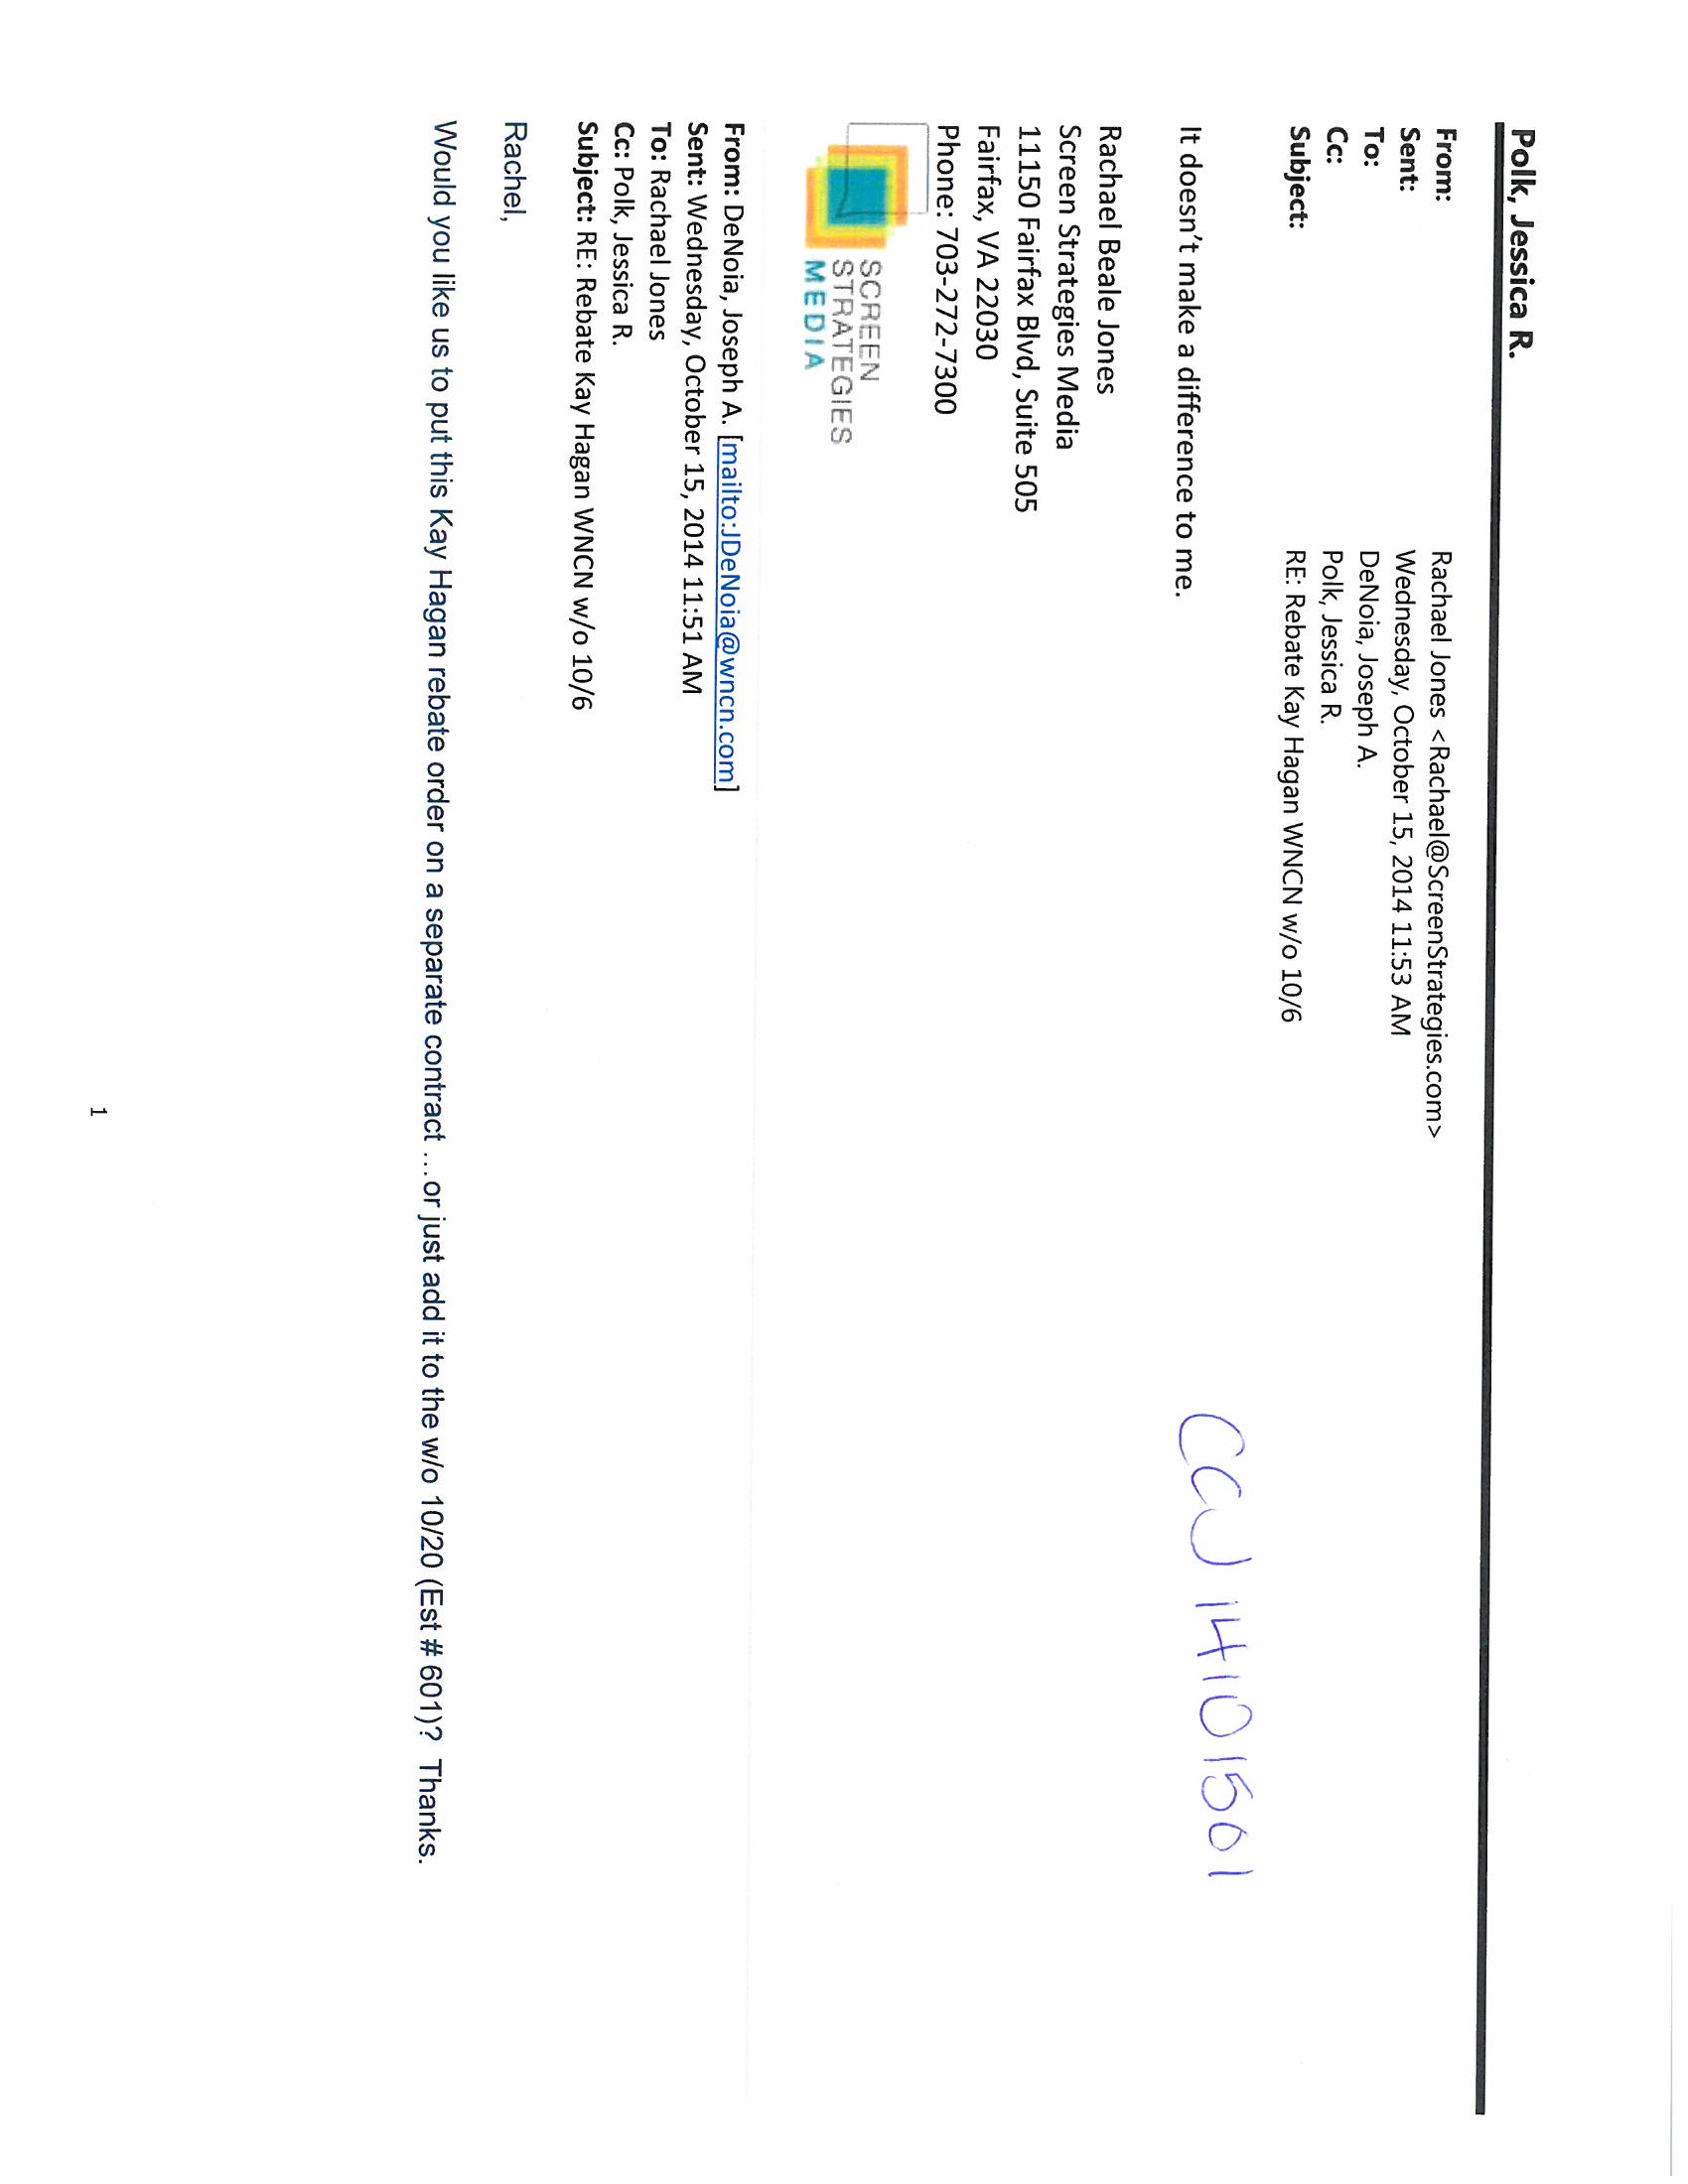 Polk, Jessica R.
From: Rachael Jones <Rachael@ScreenStrategies.com>
Sent: Wednesday, October 15, 2014 11:53 AM
To: DeNoia, Joseph A.
Cc: Polk, Jessica R.
Subject: RE: Rebate Kay Hagan WNCN w/o 10/6
CCU 14101501
It doesn't make a difference to me.
Rachael Beale Jones
Screen Strategies Media
11150 Fairfax Blvd, Suite 505
Fairfax, VA 22030
Phone: 703-272-7300
SCREEN
STRATEGIES
MEDIA
From: DeNoia, Joseph A. [mailto:JDeNoia@wncn.com]
Sent: Wednesday, October 15, 2014 11:51 AM
To: Rachael Jones
Cc: Polk, Jessica R.
Subject: RE: Rebate Kay Hagan WNCN w/o 10/6
Rachel,
Would you like us to put this Kay Hagan rebate order on a separate contract ... or just add it to the w/o 10/20 (Est # 601)?  Thanks.
1